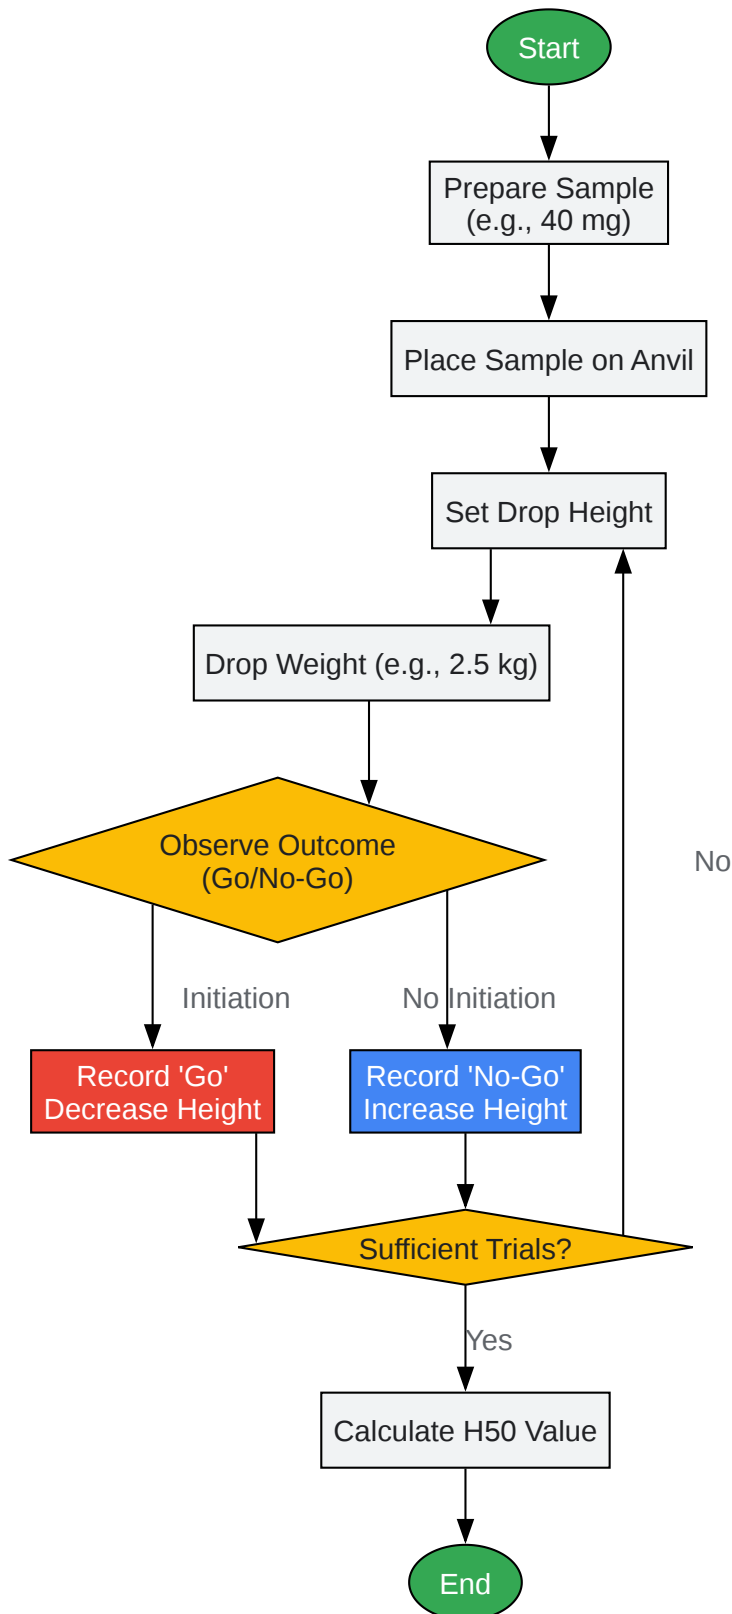 Start
Prepare Sample
(e.g., 40 mg)
Place Sample on Anvil
Set Drop Height
Drop Weight (e.g., 2.5 kg)
Observe Outcome
(Go/No-Go)
No
Initiation
No Initiation
Record 'Go'
Decrease Height
Record 'No-Go'
Increase Height
Sufficient Trials?
Yes
Calculate H50 Value
End